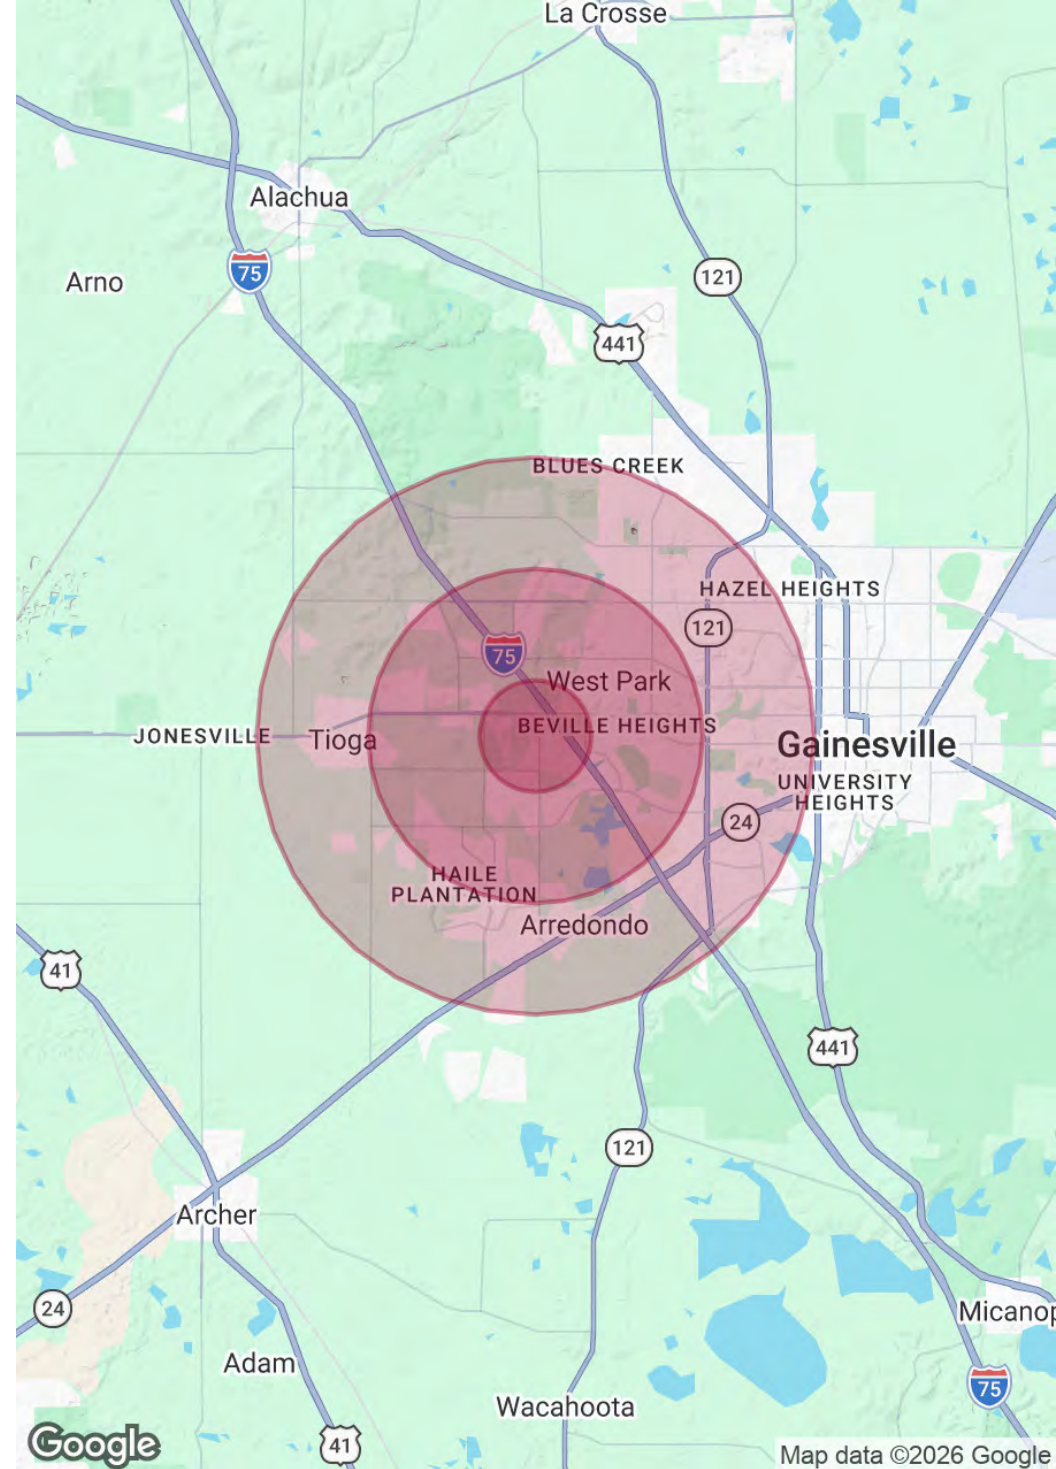 La Crosse
Alachua
75
Arno
121
441
BLUES CREEK
HAZEL HEIGHTS
121
75
West Park
BEVILLE HEIGHTS
JONESVILLE
Tioga
Gainesville
UNIVERSITY
HEIGHTS
24
HAILE
PLANTATION
Arredondo
41
441
121
Archer
24
Micanop
Adam
75
Wacahoota
41
Google
Map data ©2026 Google